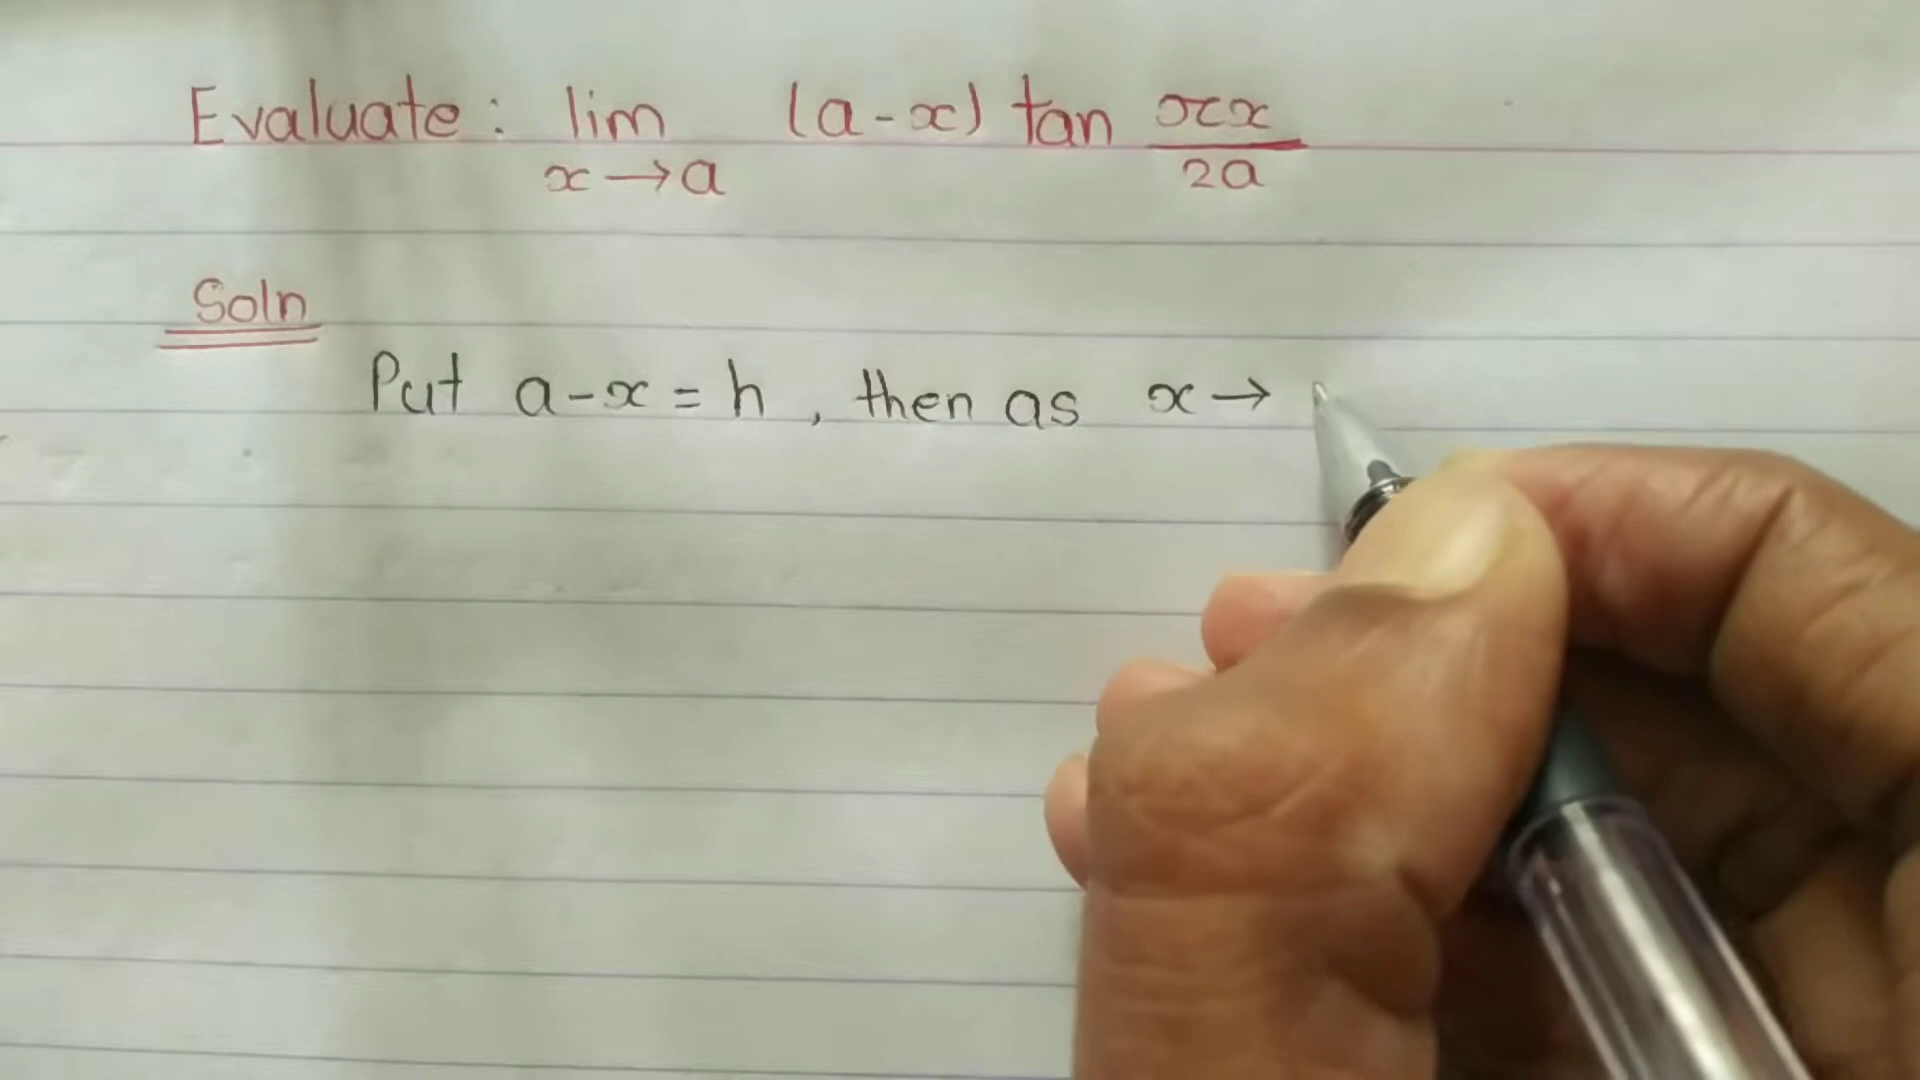 Evaluate : lim (a-x) tan πx
x→a 2a
Soln
Put a-x = h , then as x→